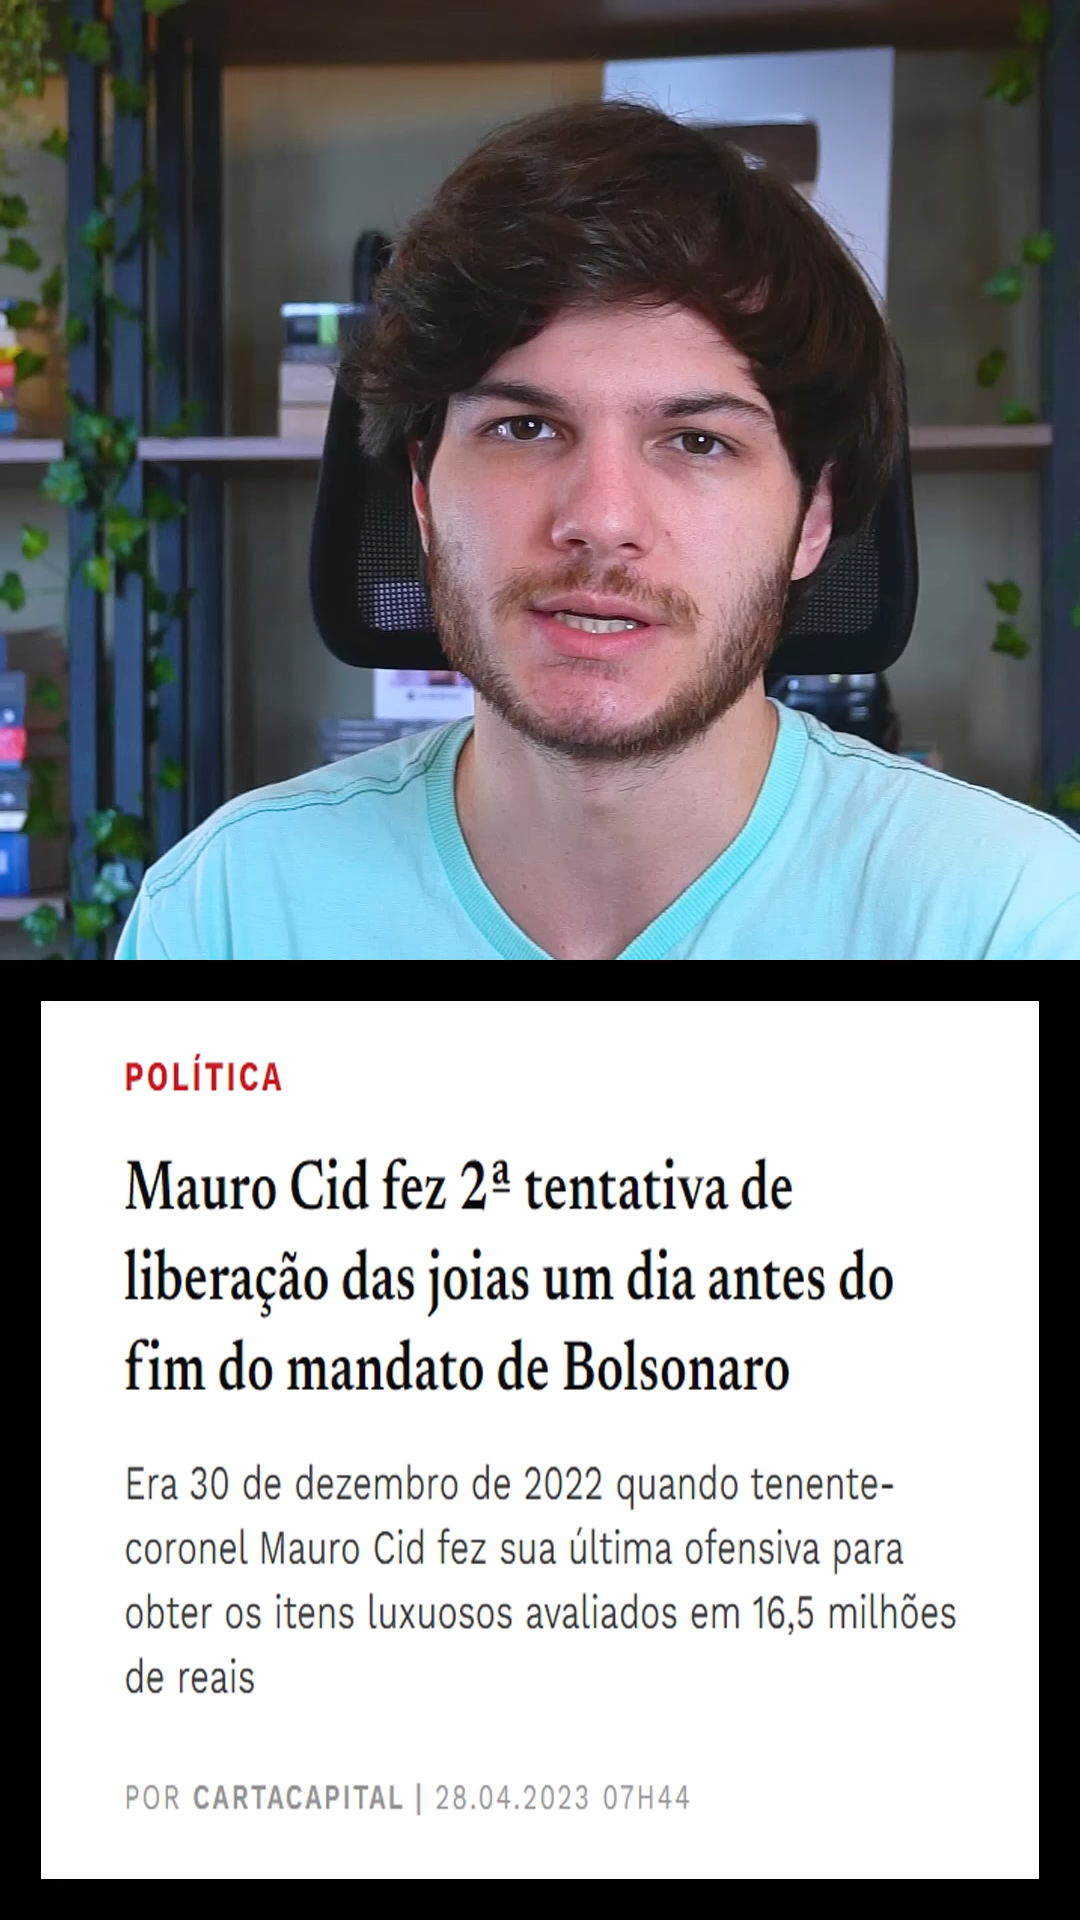 POLÍTICA
Mauro Cid fez 2ª tentativa de
liberação das joias um dia antes do
fim do mandato de Bolsonaro
Era 30 de dezembro de 2022 quando tenente-
coronel Mauro Cid fez sua última ofensiva para
obter os itens luxuosos avaliados em 16,5 milhões
de reais
POR CARTACAPITAL | 28.04.2023 07H44